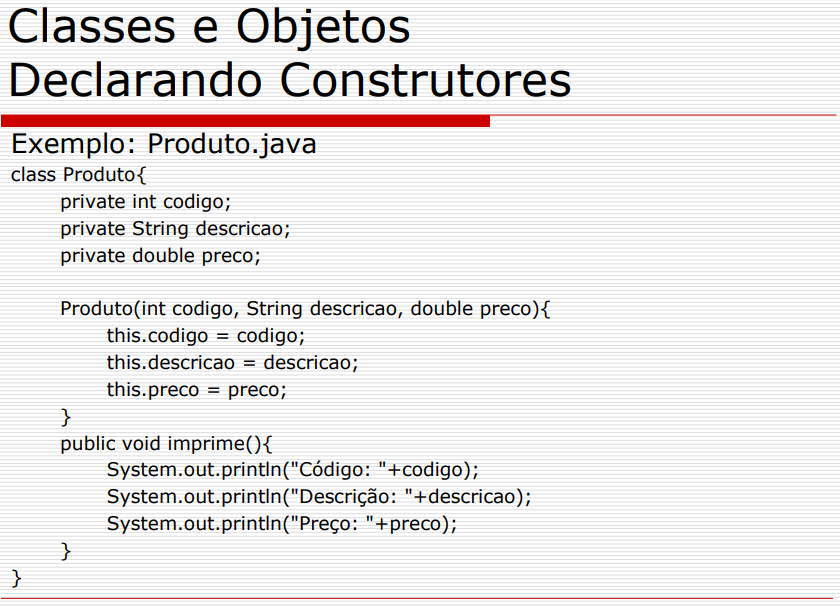 Classes e Objetos
Declarando Construtores
Exemplo: Produto.java
class Produto{
private int codigo;
private String descricao;
private double preco;
Produto(int codigo, String descricao, double preco){
this.codigo = codigo;
this.descricao = descricao;
this.preco = preco;
}
public void imprime(){
System.out.println("Código: "+codigo);
System.out.println("Descrição: "+descricao);
System.out.println("Preço: "+preco);
}
}